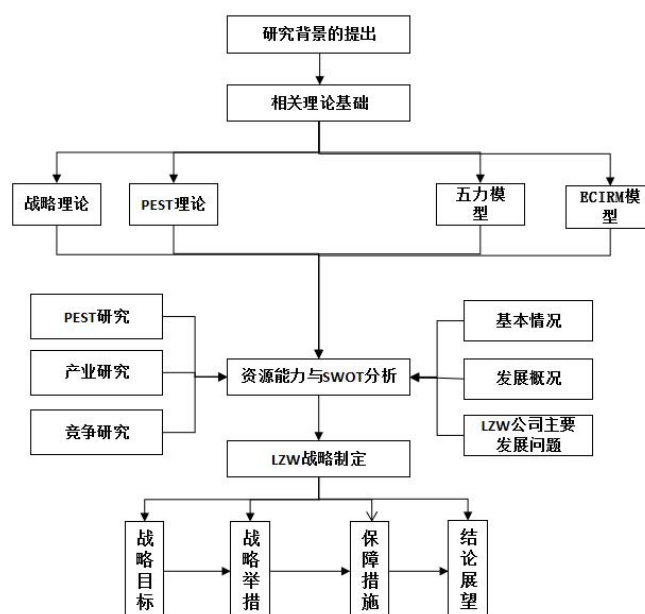 研究背景的提出
相关理论基础
战略理论
PEST理论
五力模
型
ECIRM模
型
PEST研究
基本情况
产业研究
资源能力与SWOT分析
发展概况
竞争研究
LZW公司主要
发展问题
LZW战略制定
战略目标
战略举措
保障措施
结论展望